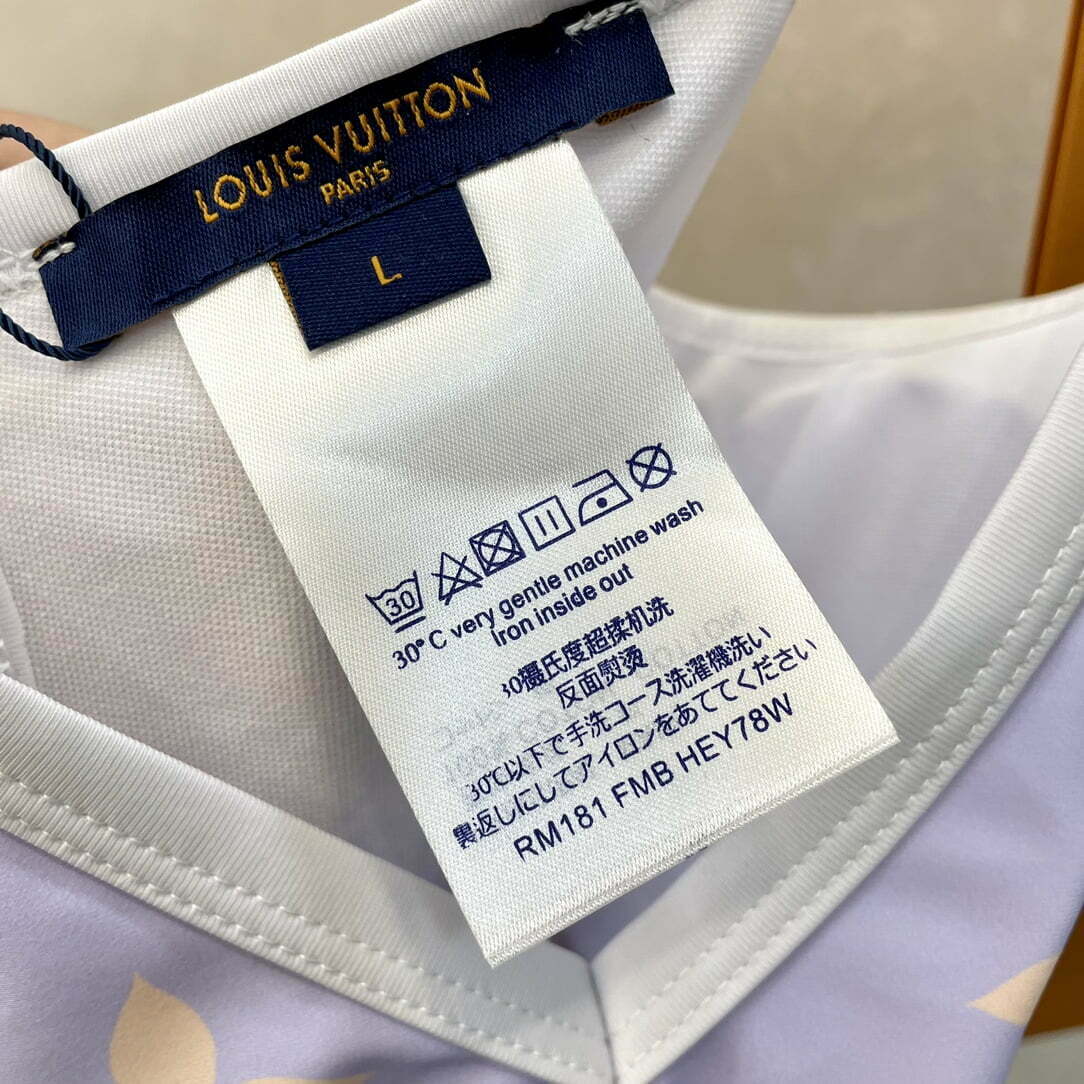 LOUIS VUITTON
PARIS
L
30
30°C very gentle machine wash
Iron inside out
30摄氏度超揉机洗
反面熨烫
30℃以下で手洗コース洗濯機洗い
裏返しにしてアイロンをあててください
RM181 FMB HEY78W